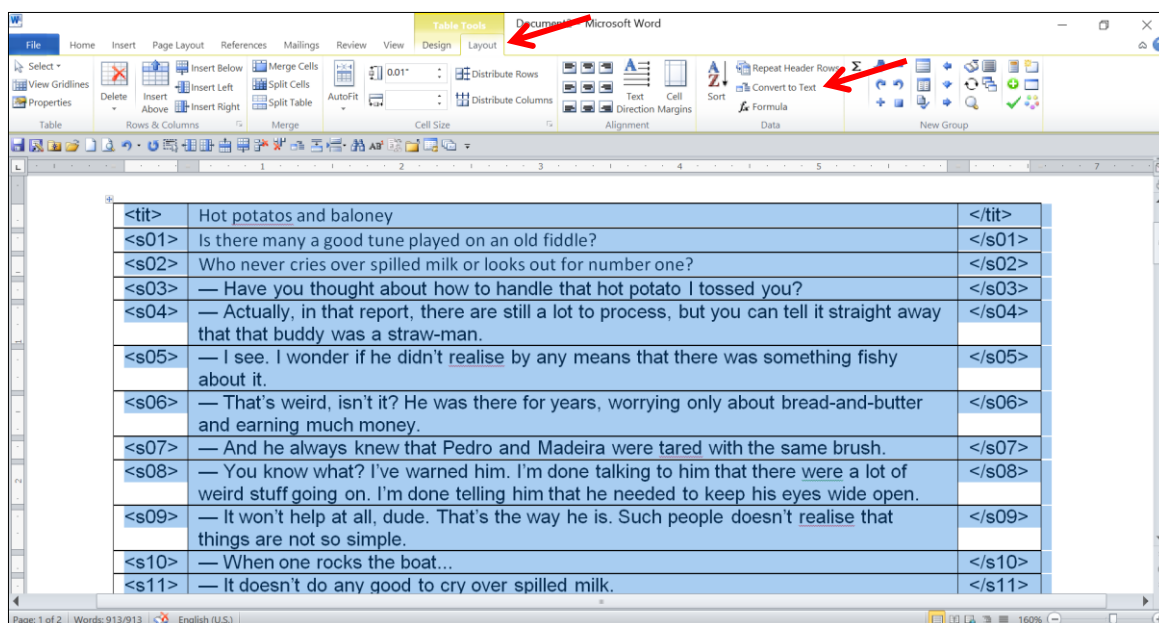 Table Tools
Microsoft Word
File Home Insert Page Layout References Mailings Review View Design Layout
Select
View Gridlines
Properties
Delete
Insert Above
Insert Below
Insert Left
Insert Right
Merge Cells
Split Cells
Split Table
AutoFit
0.01"
Distribute Rows
Distribute Columns
Text Direction
Cell Margins
Sort
Repeat Header Rows
Convert to Text
Formula
Table Rows & Columns Merge Cell Size Alignment Data New Group
1 2 3 4 5 7
<tit> Hot potatos and baloney </tit>
<s01> Is there many a good tune played on an old fiddle? </s01>
<s02> Who never cries over spilled milk or looks out for number one? </s02>
<s03> — Have you thought about how to handle that hot potato I tossed you? </s03>
<s04> — Actually, in that report, there are still a lot to process, but you can tell it straight away </s04>
that that buddy was a straw-man.
<s05> — I see. I wonder if he didn't realise by any means that there was something fishy </s05>
about it.
<s06> — That's weird, isn't it? He was there for years, worrying only about bread-and-butter </s06>
and earning much money.
<s07> — And he always knew that Pedro and Madeira were tared with the same brush. </s07>
<s08> — You know what? I've warned him. I'm done talking to him that there were a lot of </s08>
weird stuff going on. I'm done telling him that he needed to keep his eyes wide open.
<s09> — It won't help at all, dude. That's the way he is. Such people doesn't realise that </s09>
things are not so simple.
<s10> — When one rocks the boat... </s10>
<s11> — It doesn't do any good to cry over spilled milk. </s11>
Page: 1 of 2 Words: 913/913 English (U.S.) 160%